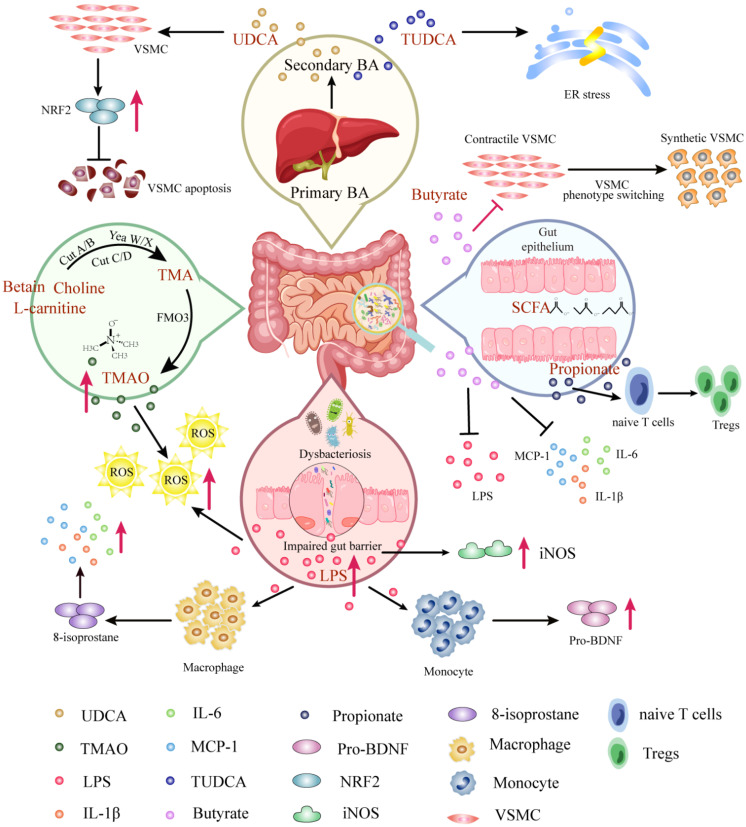 UDCA
TUDCA
VSMC
Secondary BA
ER stress
NRF2
VSMC apoptosis
Primary BA
Contractile VSMC
Synthetic VSMC
Butyrate
VSMC
phenotype switching
Cut A/B
Yea W/X
Cut C/D
TMA
Betain
Choline
L-carnitine
FMO3
O-
N+
H3C
CH3
CH3
TMAO
Gut
epithelium
SCFA
Propionate
naive T cells
Tregs
ROS
ROS
ROS
Dysbacteriosis
LPS
MCP-1
IL-6
IL-1β
Impaired gut barrier
LPS
iNOS
8-isoprostane
Macrophage
Monocyte
Pro-BDNF
UDCA
IL-6
Propionate
8-isoprostane
naive T cells
TMAO
MCP-1
Pro-BDNF
Macrophage
Tregs
LPS
TUDCA
NRF2
Monocyte
IL-1β
Butyrate
iNOS
VSMC